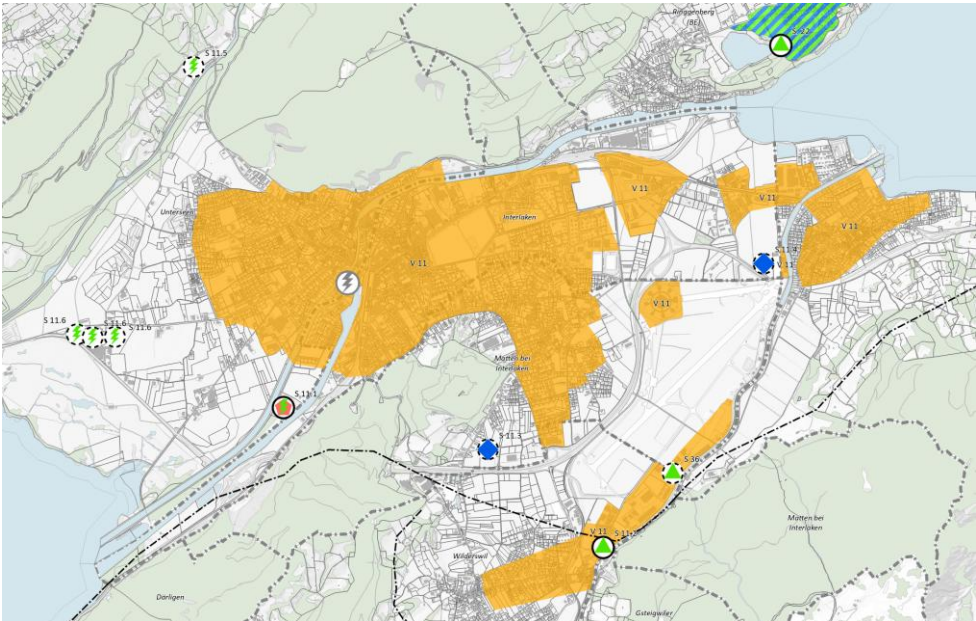 Ringgenberg
(BE)
S 22
S 11.5
Unterseen
Interlaken
V 11
V 11
V 11
V 11
S 11.4
V 11
V 11
V 11
S 11.6
S 11.6
S 11.6
Matten bei
Interlaken
S 11.1
S 11.3
S 36
Matten bei
Interlaken
V 11
Wilderswil
Därligen
Gsteigwiler